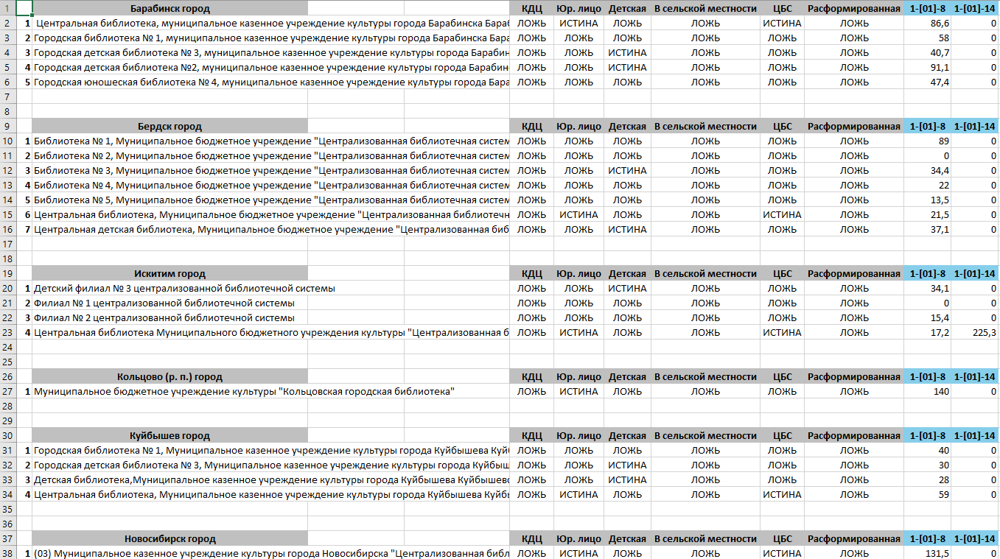 1 Барабинск город КДЦ Юр. лицо Детская В сельской местности ЦБС Расформированная 1-[01]-8 1-[01]-14
2 1 Центральная библиотека, муниципальное казенное учреждение культуры города Барабинска ЛОЖЬ ИСТИНА ЛОЖЬ ЛОЖЬ ИСТИНА ЛОЖЬ 86,6 0
3 2 Городская библиотека № 1, муниципальное казенное учреждение культуры города Барабинска ЛОЖЬ ЛОЖЬ ЛОЖЬ ЛОЖЬ ЛОЖЬ ЛОЖЬ 58 0
4 3 Городская детская библиотека № 3, муниципальное казенное учреждение культуры города ЛОЖЬ ЛОЖЬ ИСТИНА ЛОЖЬ ЛОЖЬ ЛОЖЬ 40,7 0
5 4 Городская детская библиотека №2, муниципальное казенное учреждение культуры города ЛОЖЬ ЛОЖЬ ИСТИНА ЛОЖЬ ЛОЖЬ ЛОЖЬ 91,1 0
6 5 Городская юношеская библиотека № 4, муниципальное казенное учреждение культуры города ЛОЖЬ ЛОЖЬ ЛОЖЬ ЛОЖЬ ЛОЖЬ ЛОЖЬ 47,4 0
7
8
9 Бердск город КДЦ Юр. лицо Детская В сельской местности ЦБС Расформированная 1-[01]-8 1-[01]-14
10 1 Библиотека № 1, Муниципальное бюджетное учреждение "Централизованная библиотечная систем ЛОЖЬ ЛОЖЬ ЛОЖЬ ЛОЖЬ ЛОЖЬ ЛОЖЬ 89 0
11 2 Библиотека № 2, Муниципальное бюджетное учреждение "Централизованная библиотечная систем ЛОЖЬ ЛОЖЬ ЛОЖЬ ЛОЖЬ ЛОЖЬ ЛОЖЬ 0 0
12 3 Библиотека № 3, Муниципальное бюджетное учреждение "Централизованная библиотечная систем ЛОЖЬ ЛОЖЬ ИСТИНА ЛОЖЬ ЛОЖЬ ЛОЖЬ 34,4 0
13 4 Библиотека № 4, Муниципальное бюджетное учреждение "Централизованная библиотечная систем ЛОЖЬ ЛОЖЬ ЛОЖЬ ЛОЖЬ ЛОЖЬ ЛОЖЬ 22 0
14 5 Библиотека № 5, Муниципальное бюджетное учреждение "Централизованная библиотечная систем ЛОЖЬ ЛОЖЬ ЛОЖЬ ЛОЖЬ ЛОЖЬ ЛОЖЬ 13,5 0
15 6 Центральная библиотека, Муниципальное бюджетное учреждение "Централизованная библиотечн ЛОЖЬ ИСТИНА ЛОЖЬ ЛОЖЬ ИСТИНА ЛОЖЬ 21,5 0
16 7 Центральная детская библиотека, Муниципальное бюджетное учреждение "Централизованная биб ЛОЖЬ ЛОЖЬ ИСТИНА ЛОЖЬ ЛОЖЬ ЛОЖЬ 37,1 0
17
18
19 Искитим город КДЦ Юр. лицо Детская В сельской местности ЦБС Расформированная 1-[01]-8 1-[01]-14
20 1 Детский филиал № 3 централизованной библиотечной системы ЛОЖЬ ЛОЖЬ ИСТИНА ЛОЖЬ ЛОЖЬ ЛОЖЬ 34,1 0
21 2 Филиал № 1 централизованной библиотечной системы ЛОЖЬ ЛОЖЬ ЛОЖЬ ЛОЖЬ ЛОЖЬ ЛОЖЬ 0 0
22 3 Филиал № 2 централизованной библиотечной системы ЛОЖЬ ЛОЖЬ ЛОЖЬ ЛОЖЬ ЛОЖЬ ЛОЖЬ 15,4 0
23 4 Центральная библиотека Муниципального бюджетного учреждения культуры "Централизованная б ЛОЖЬ ИСТИНА ЛОЖЬ ЛОЖЬ ИСТИНА ЛОЖЬ 17,2 225,3
24
25
26 Кольцово (р. п.) город КДЦ Юр. лицо Детская В сельской местности ЦБС Расформированная 1-[01]-8 1-[01]-14
27 1 Муниципальное бюджетное учреждение культуры "Кольцовская городская библиотека" ЛОЖЬ ИСТИНА ЛОЖЬ ЛОЖЬ ЛОЖЬ ЛОЖЬ 140 0
28
29
30 Куйбышев город КДЦ Юр. лицо Детская В сельской местности ЦБС Расформированная 1-[01]-8 1-[01]-14
31 1 Городская библиотека № 1, Муниципальное казенное учреждение культуры города Куйбышева ЛОЖЬ ЛОЖЬ ЛОЖЬ ЛОЖЬ ЛОЖЬ ЛОЖЬ 40 0
32 2 Городская детская библиотека № 3, Муниципальное казенное учреждение культуры города ЛОЖЬ ЛОЖЬ ИСТИНА ЛОЖЬ ЛОЖЬ ЛОЖЬ 30 0
33 3 Детская библиотека,Муниципальное казенное учреждение культуры города Куйбышева ЛОЖЬ ЛОЖЬ ИСТИНА ЛОЖЬ ЛОЖЬ ЛОЖЬ 28 0
34 4 Центральная библиотека, Муниципальное казенное учреждение культуры города Куйбышева ЛОЖЬ ИСТИНА ЛОЖЬ ЛОЖЬ ИСТИНА ЛОЖЬ 59 0
35
36
37 Новосибирск город КДЦ Юр. лицо Детская В сельской местности ЦБС Расформированная 1-[01]-8 1-[01]-14
38 1 (03) Муниципальное казенное учреждение культуры города Новосибирска "Централизованная библ ЛОЖЬ ИСТИНА ЛОЖЬ ЛОЖЬ ИСТИНА ЛОЖЬ 131,5 0